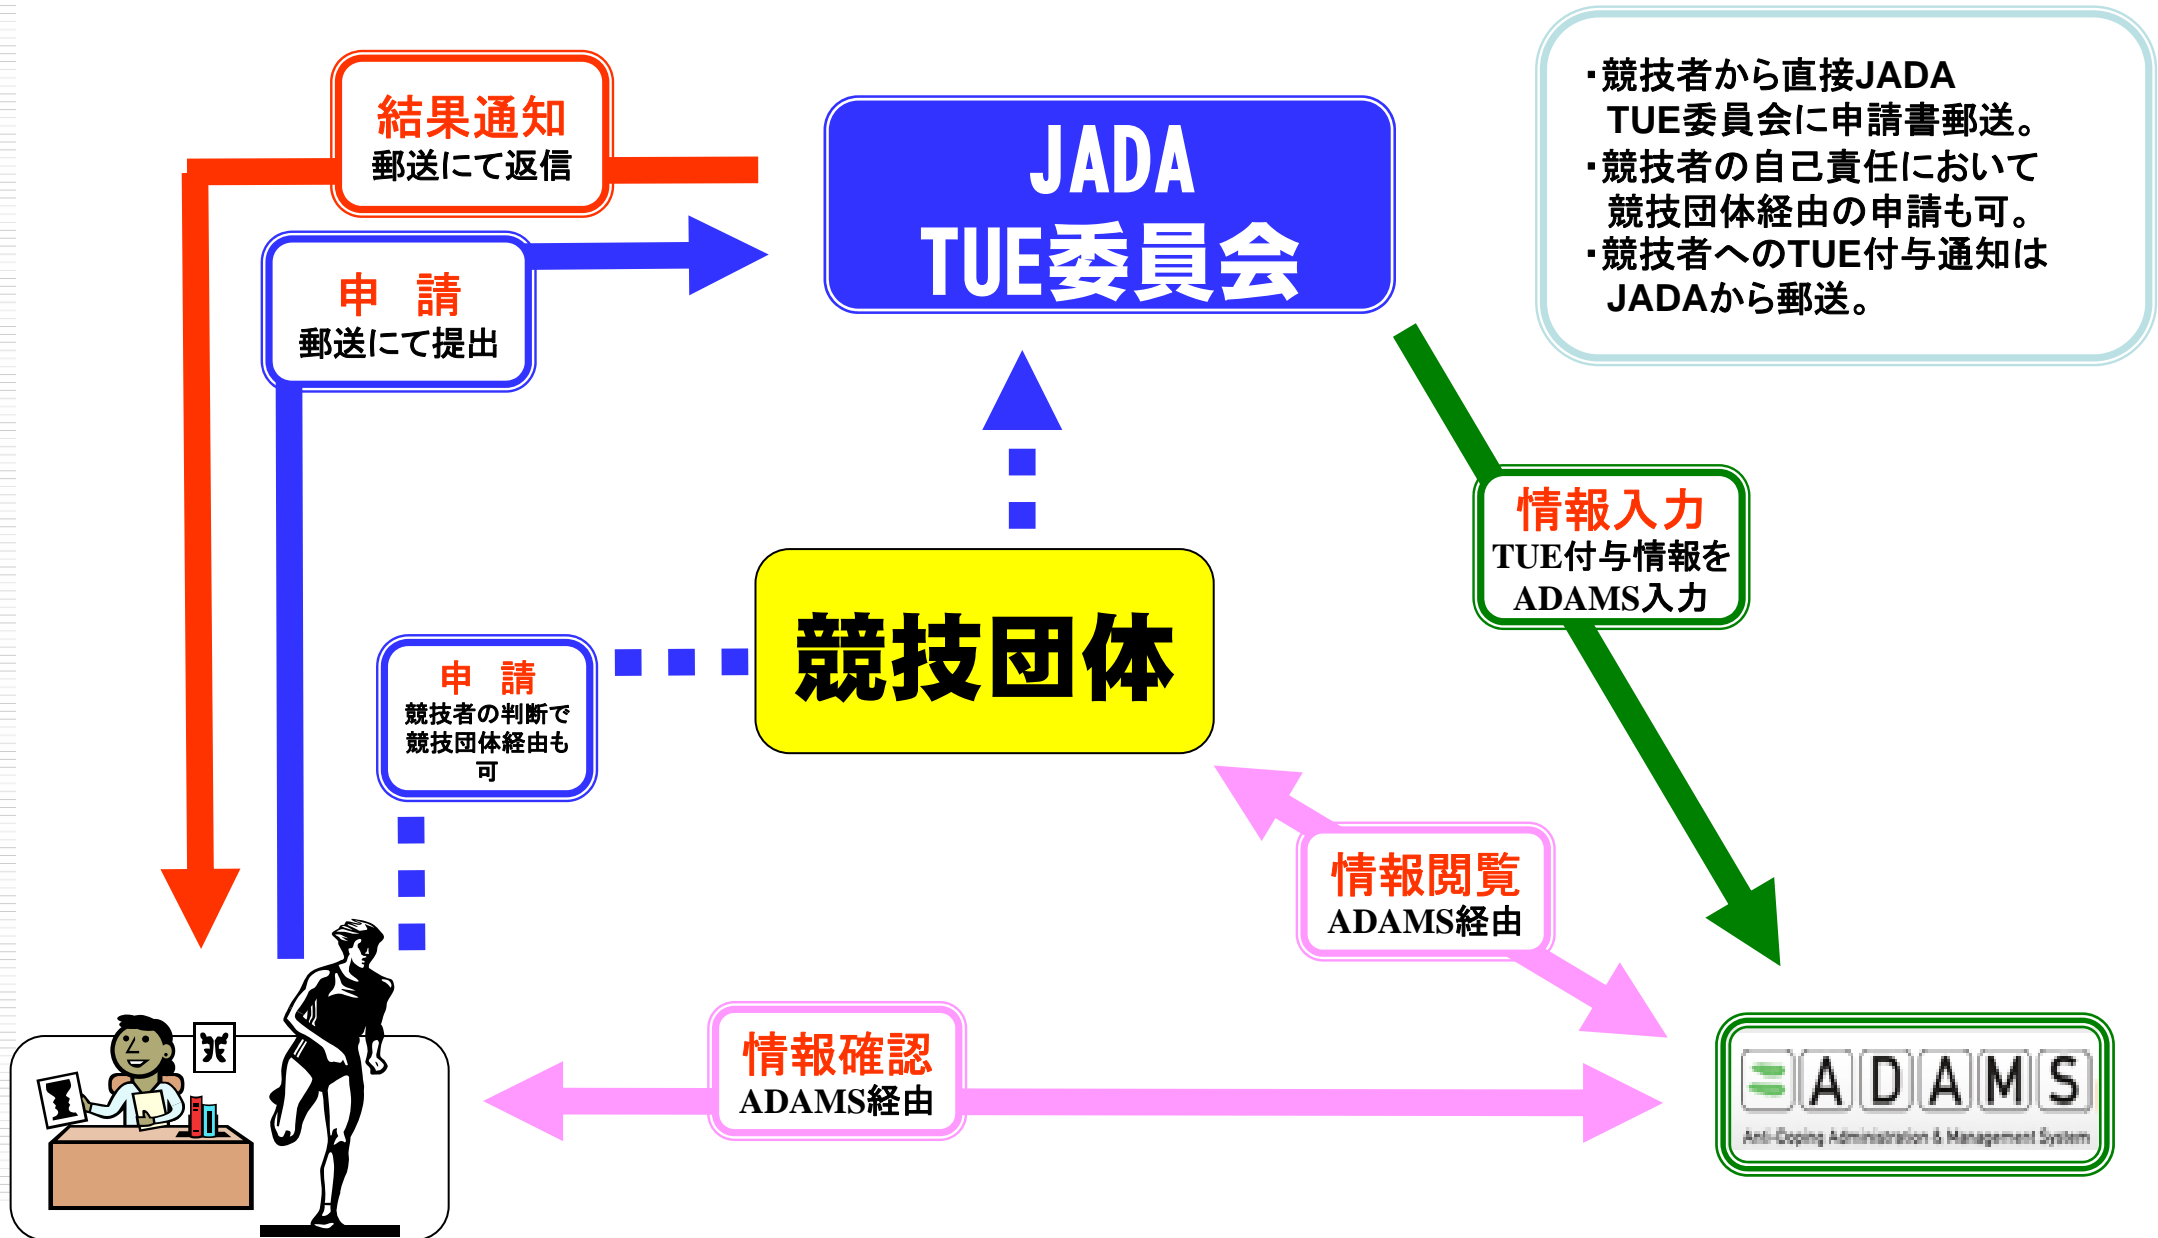 結果通知
郵送にて返信
申　請
郵送にて提出
JADA
TUE委員会
・競技者から直接JADA
TUE委員会に申請書郵送。
・競技者の自己責任において
競技団体経由の申請も可。
・競技者へのTUE付与通知は
JADAから郵送。
情報入力
TUE付与情報を
ADAMS入力
競技団体
申　請
競技者の判断で
競技団体経由も
可
情報閲覧
ADAMS経由
情報確認
ADAMS経由
ADAMS
Anti-Doping Administration & Management System